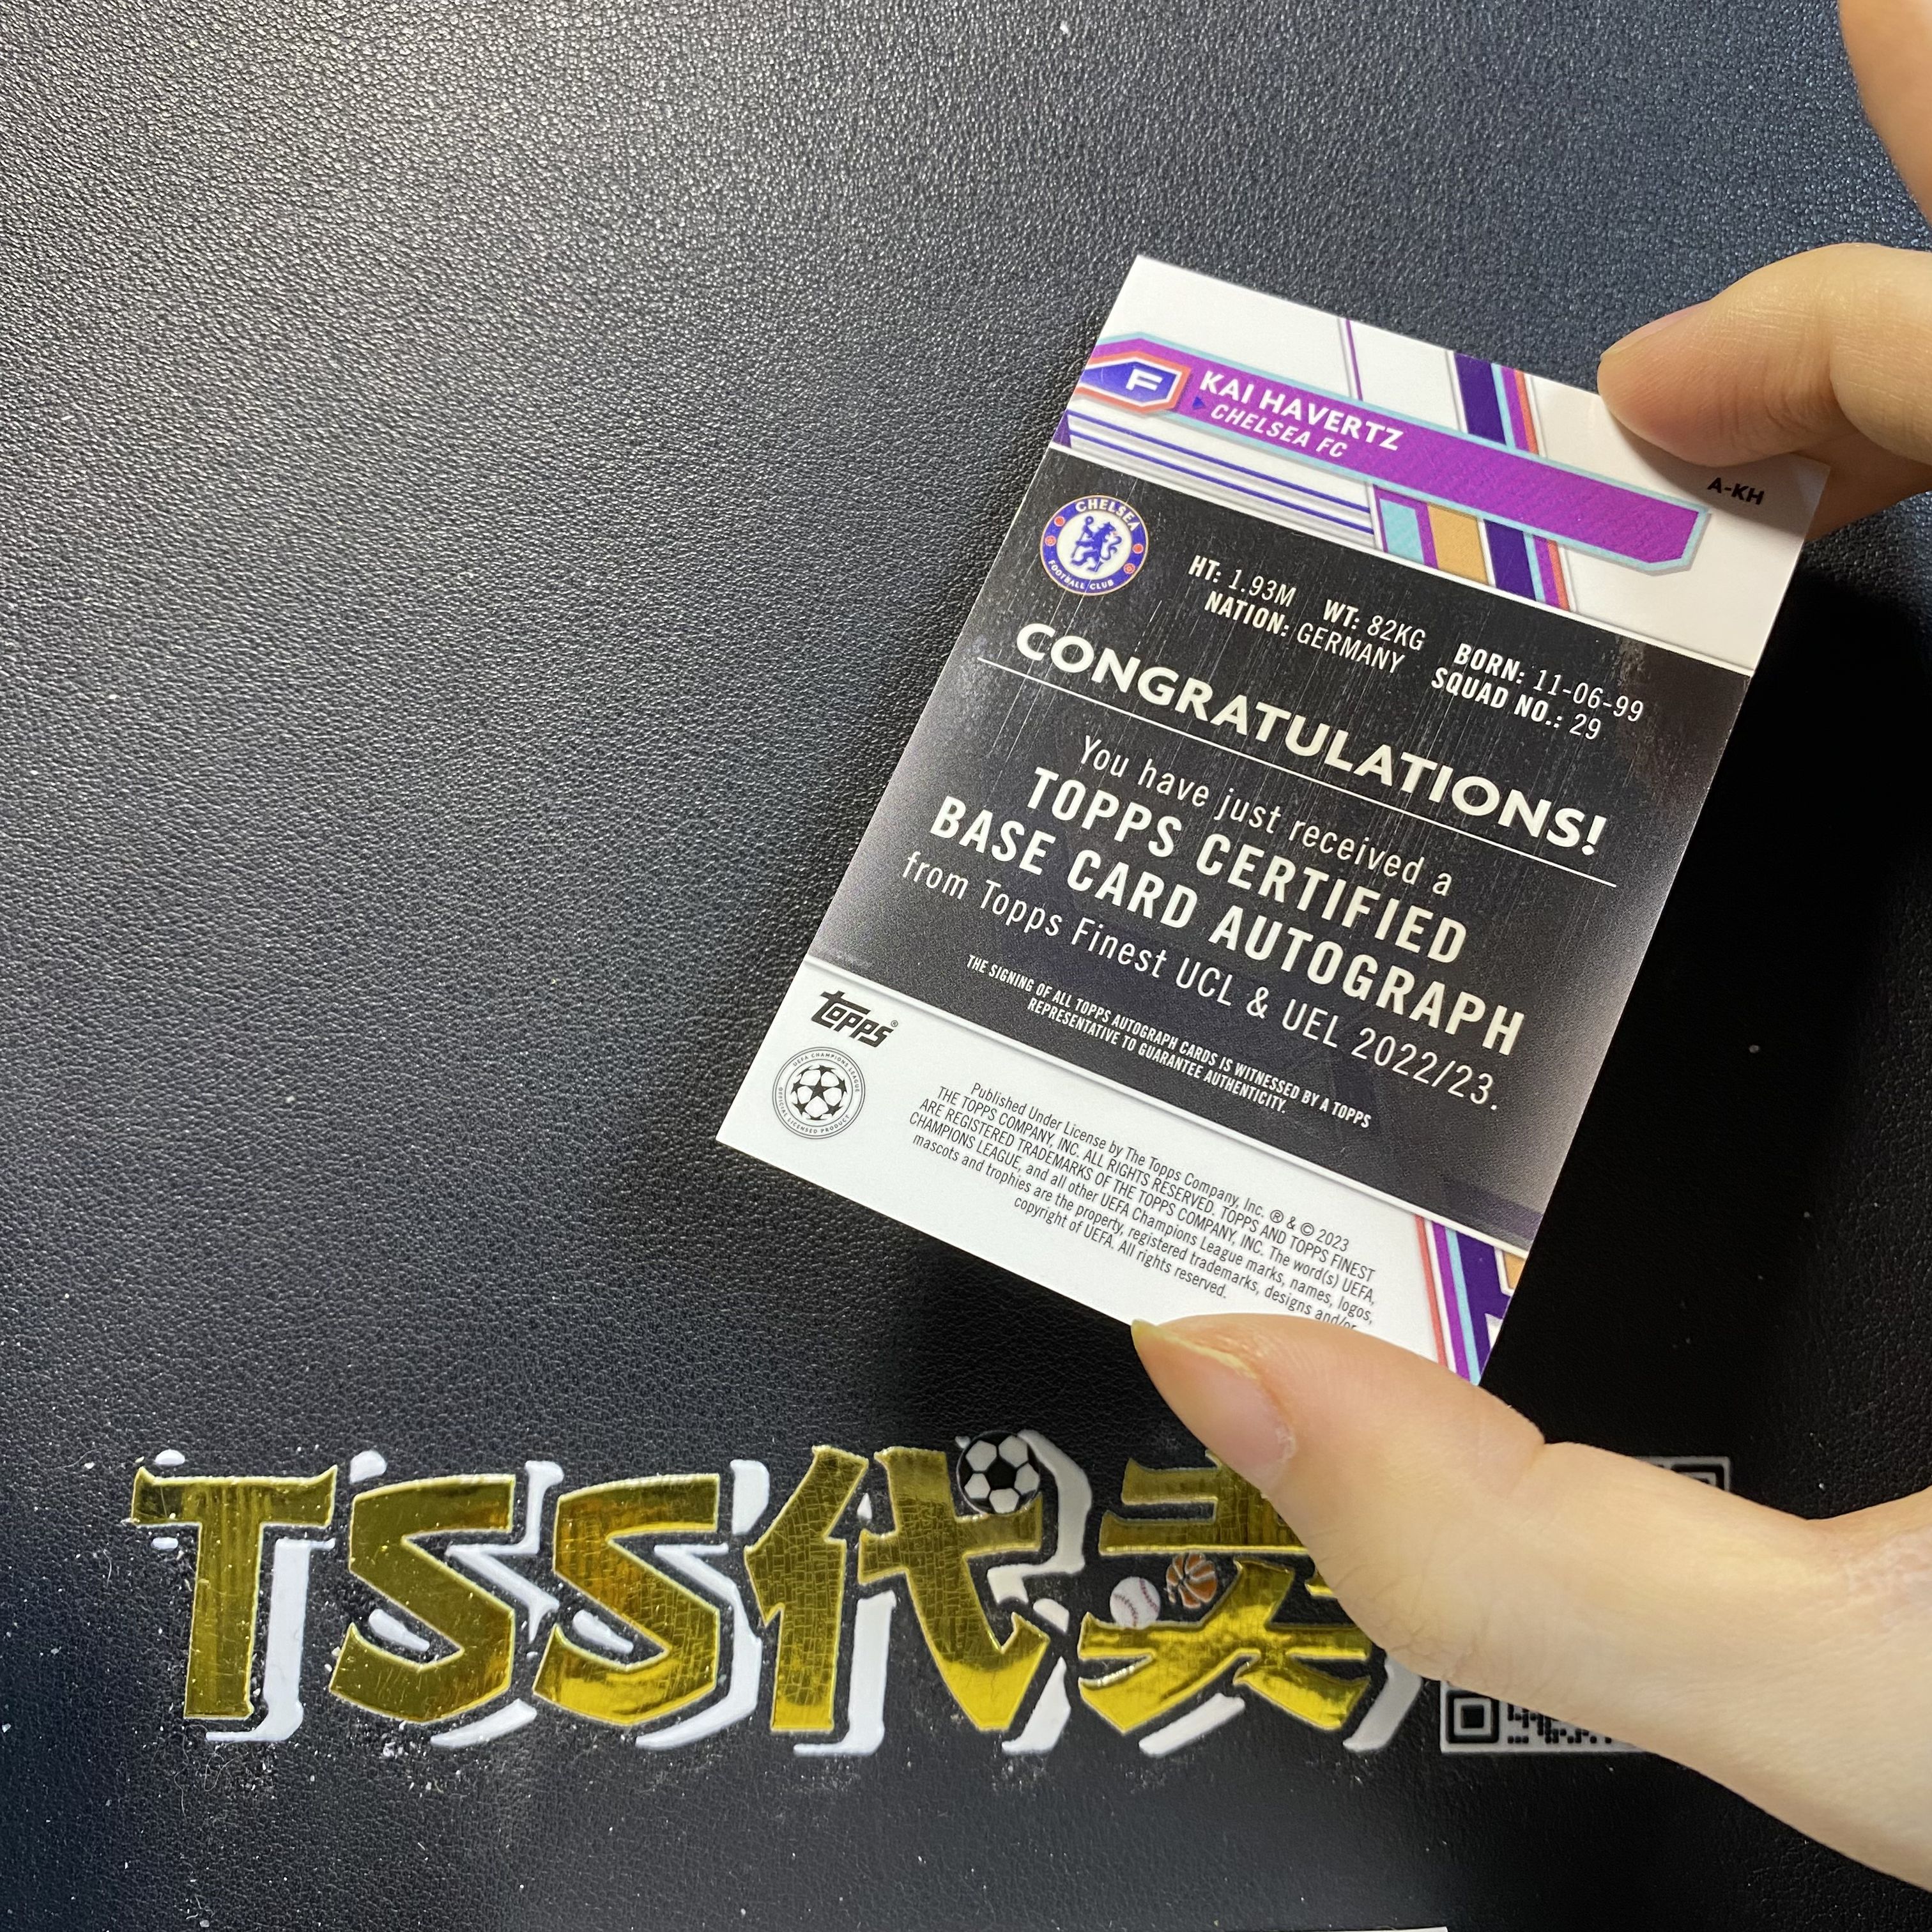 F
KAI HAVERTZ
CHELSEA FC
A-KH
CHELSEA
FOOTBALL CLUB
HT: 1.93M WT: 82KG BORN: 11-06-99
NATION: GERMANY SQUAD NO.: 29
CONGRATULATIONS!
You have just received a
TOPPS CERTIFIED
BASE CARD AUTOGRAPH
from Topps Finest UCL & UEL 2022/23.
THE SIGNING OF ALL TOPPS AUTOGRAPH CARDS IS WITNESSED BY A TOPPS
REPRESENTATIVE TO GUARANTEE AUTHENTICITY.
topps®
UEFA CHAMPIONS LEAGUE
OFFICIAL LICENSED PRODUCT
Published Under License by The Topps Company, Inc. ® & © 2023
THE TOPPS COMPANY, INC. ALL RIGHTS RESERVED. TOPPS AND TOPPS FINEST
ARE REGISTERED TRADEMARKS OF THE TOPPS COMPANY, INC. The word(s) UEFA,
CHAMPIONS LEAGUE, and all other UEFA Champions League marks, names, logos,
mascots and trophies are the property, registered trademarks, designs and/or
copyright of UEFA. All rights reserved.
TSS代卖